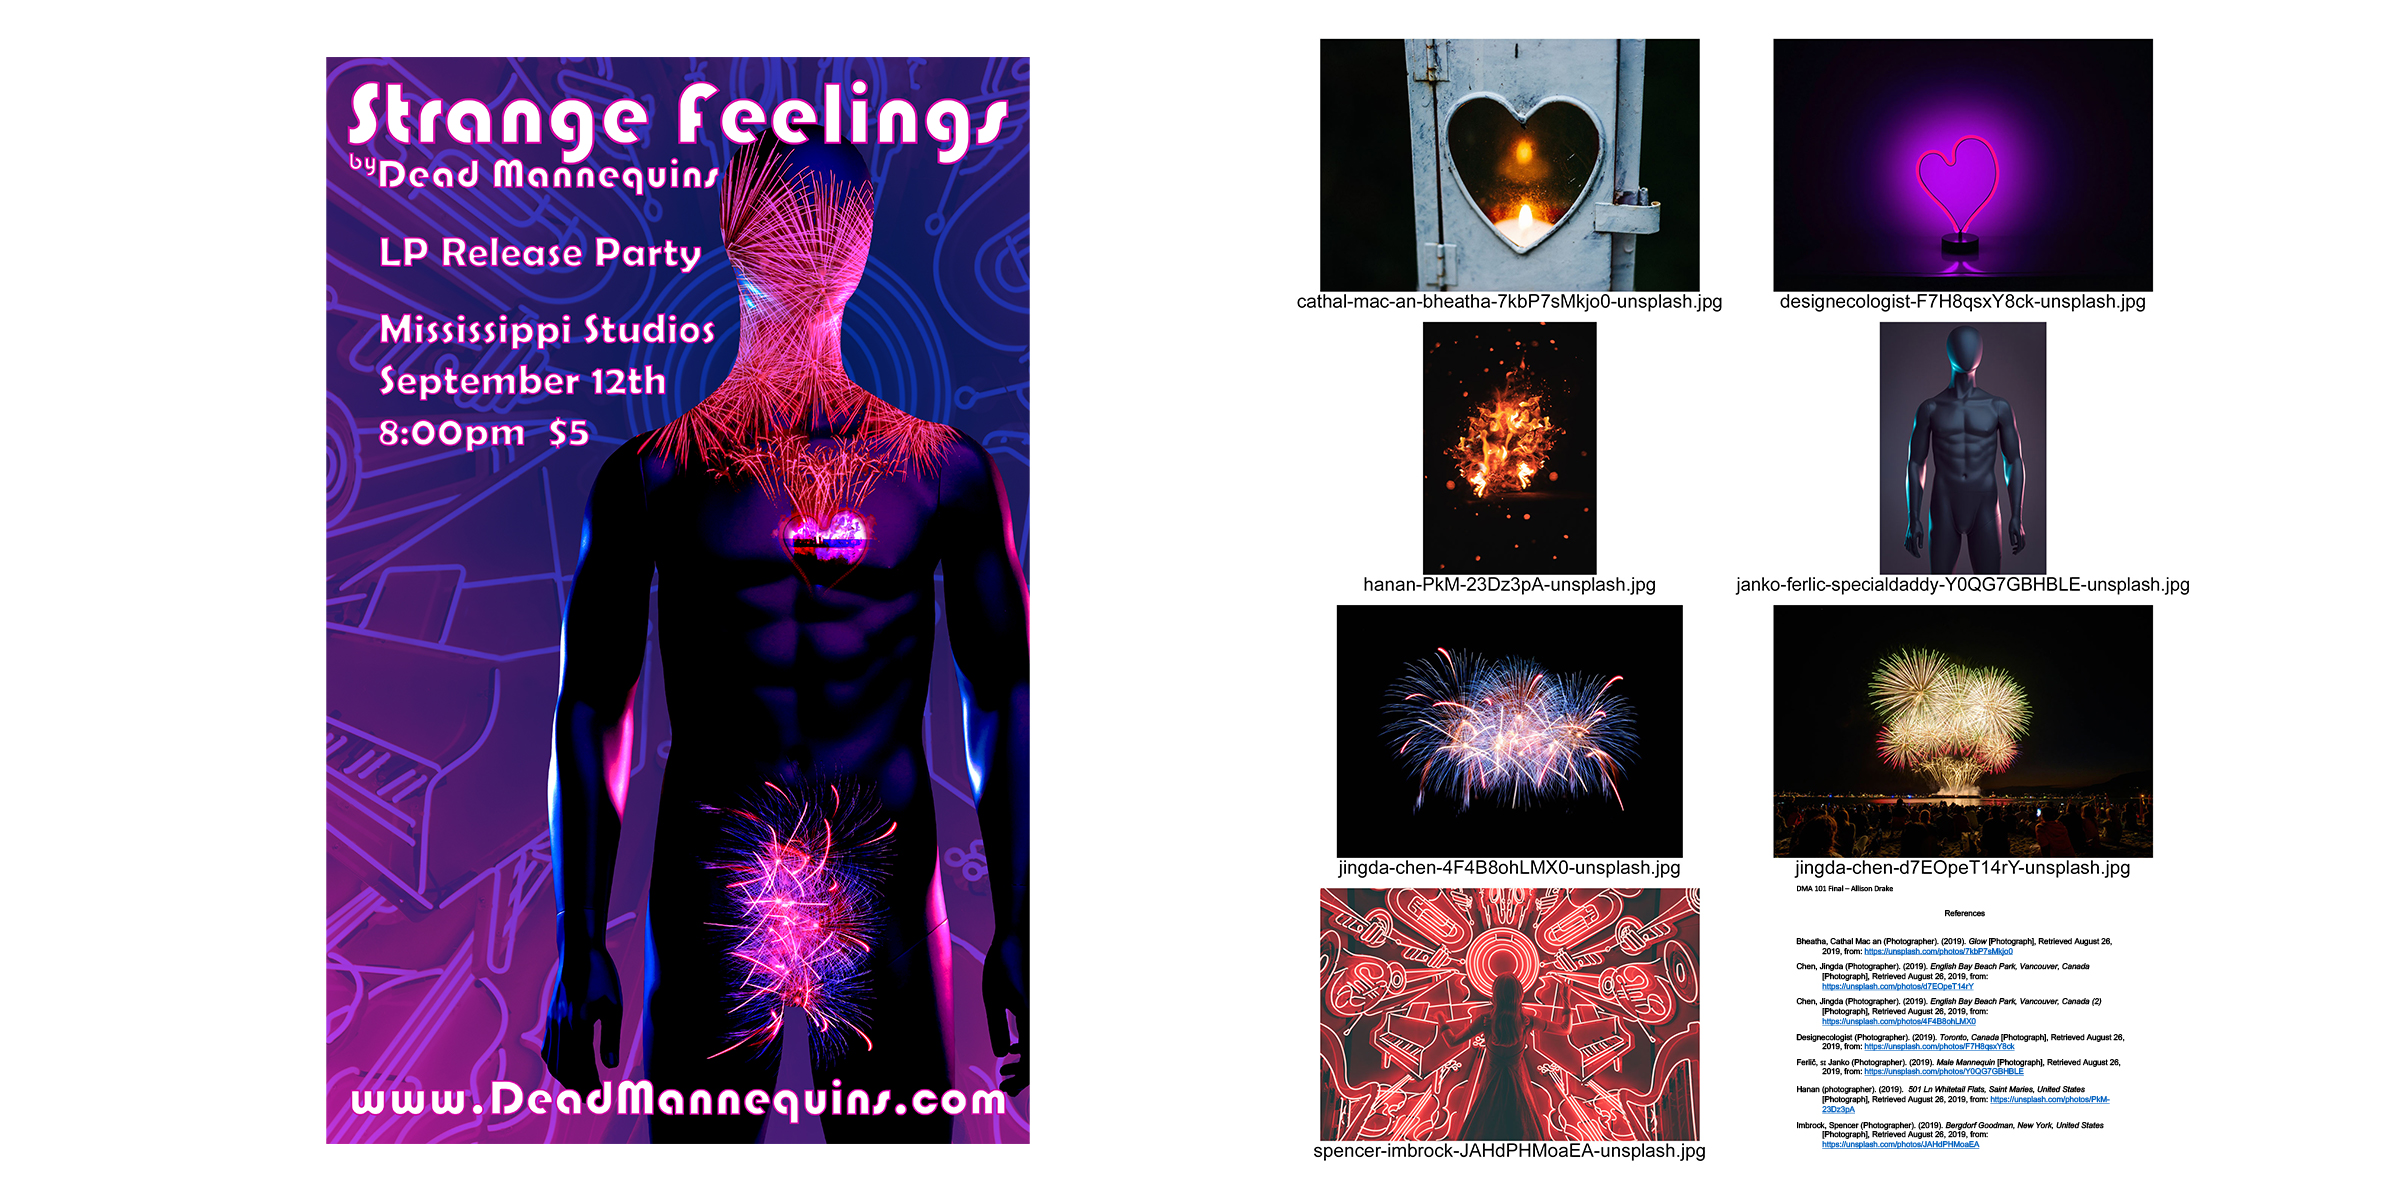 Strange Feelings
by Dead Mannequins
LP Release Party
Mississippi Studios
September 12th
8:00pm $5
www.DeadMannequins.com
cathal-mac-an-bheatha-7kbP7sMkjo0-unsplash.jpg
designecologist-F7H8qsxY8ck-unsplash.jpg
hanan-PkM-23Dz3pA-unsplash.jpg
janko-ferlic-specialdaddy-Y0QG7GBHBLE-unsplash.jpg
jingda-chen-4F4B8ohLMX0-unsplash.jpg
jingda-chen-d7EOpeT14rY-unsplash.jpg
spencer-imbrock-JAHdPHMoaEA-unsplash.jpg
DMA 101 Final – Allison Drake
References
Bheatha, Cathal Mac an (Photographer). (2019). Glow [Photograph], Retrieved August 26,
2019, from: https://unsplash.com/photos/7kbP7sMkjo0
Chen, Jingda (Photographer). (2019). English Bay Beach Park, Vancouver, Canada
[Photograph], Retrieved August 26, 2019, from:
https://unsplash.com/photos/d7EOpeT14rY
Chen, Jingda (Photographer). (2019). English Bay Beach Park, Vancouver, Canada (2)
[Photograph], Retrieved August 26, 2019, from:
https://unsplash.com/photos/4F4B8ohLMX0
Designecologist (Photographer). (2019). Toronto, Canada [Photograph], Retrieved August 26,
2019, from: https://unsplash.com/photos/F7H8qsxY8ck
Ferlič, sz Janko (Photographer). (2019). Male Mannequin [Photograph], Retrieved August 26,
2019, from: https://unsplash.com/photos/Y0QG7GBHBLE
Hanan (photographer). (2019). 501 Ln Whitetail Flats, Saint Maries, United States
[Photograph], Retrieved August 26, 2019, from: https://unsplash.com/photos/PkM-
23Dz3pA
Imbrock, Spencer (Photographer). (2019). Bergdorf Goodman, New York, United States
[Photograph], Retrieved August 26, 2019, from:
https://unsplash.com/photos/JAHdPHMoaEA